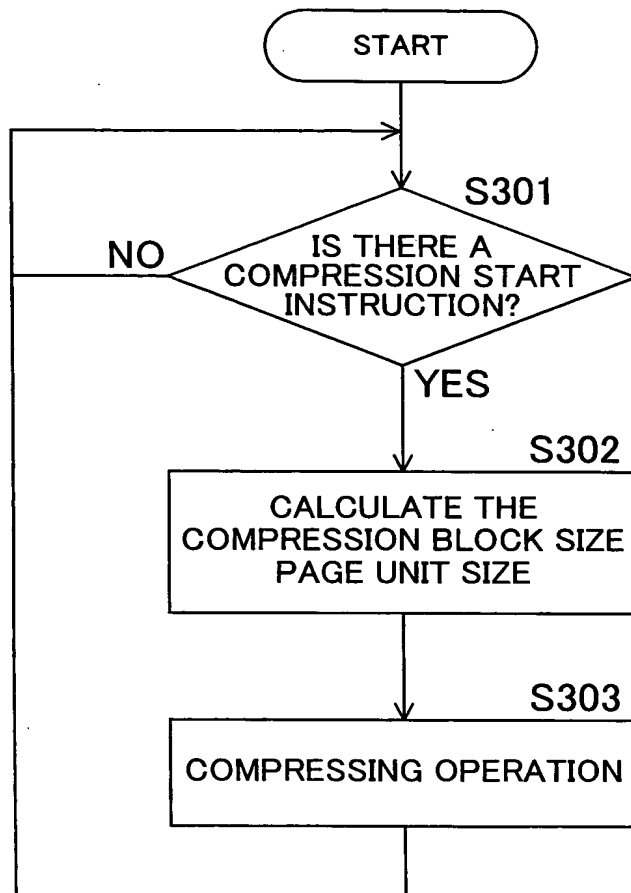 START
S301
IS THERE A
COMPRESSION START
INSTRUCTION?
NO
YES
S302
CALCULATE THE
COMPRESSION BLOCK SIZE
PAGE UNIT SIZE
S303
COMPRESSING OPERATION